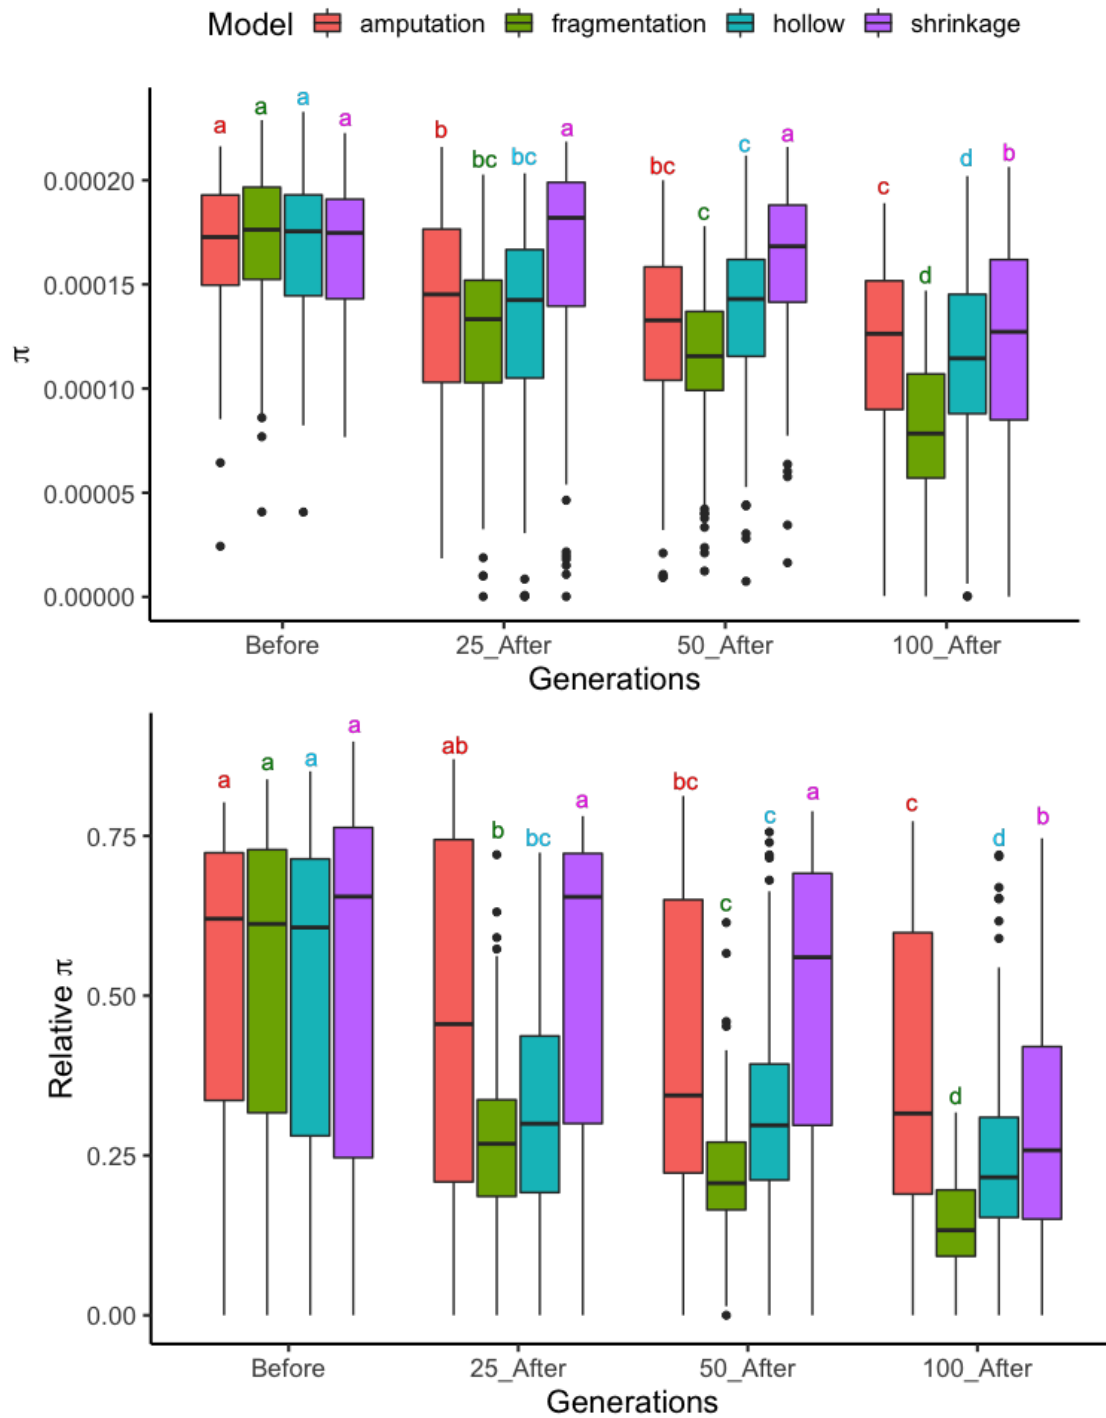 Model amputation fragmentation hollow shrinkage
a a a a b bc bc a bc c c a c d d b
0.00020
0.00015
0.00010
0.00005
0.00000
π
Before 25_After 50_After 100_After
Generations
a a a a ab b bc a bc c c a c d d b
0.75
0.50
0.25
0.00
Relative π
Before 25_After 50_After 100_After
Generations